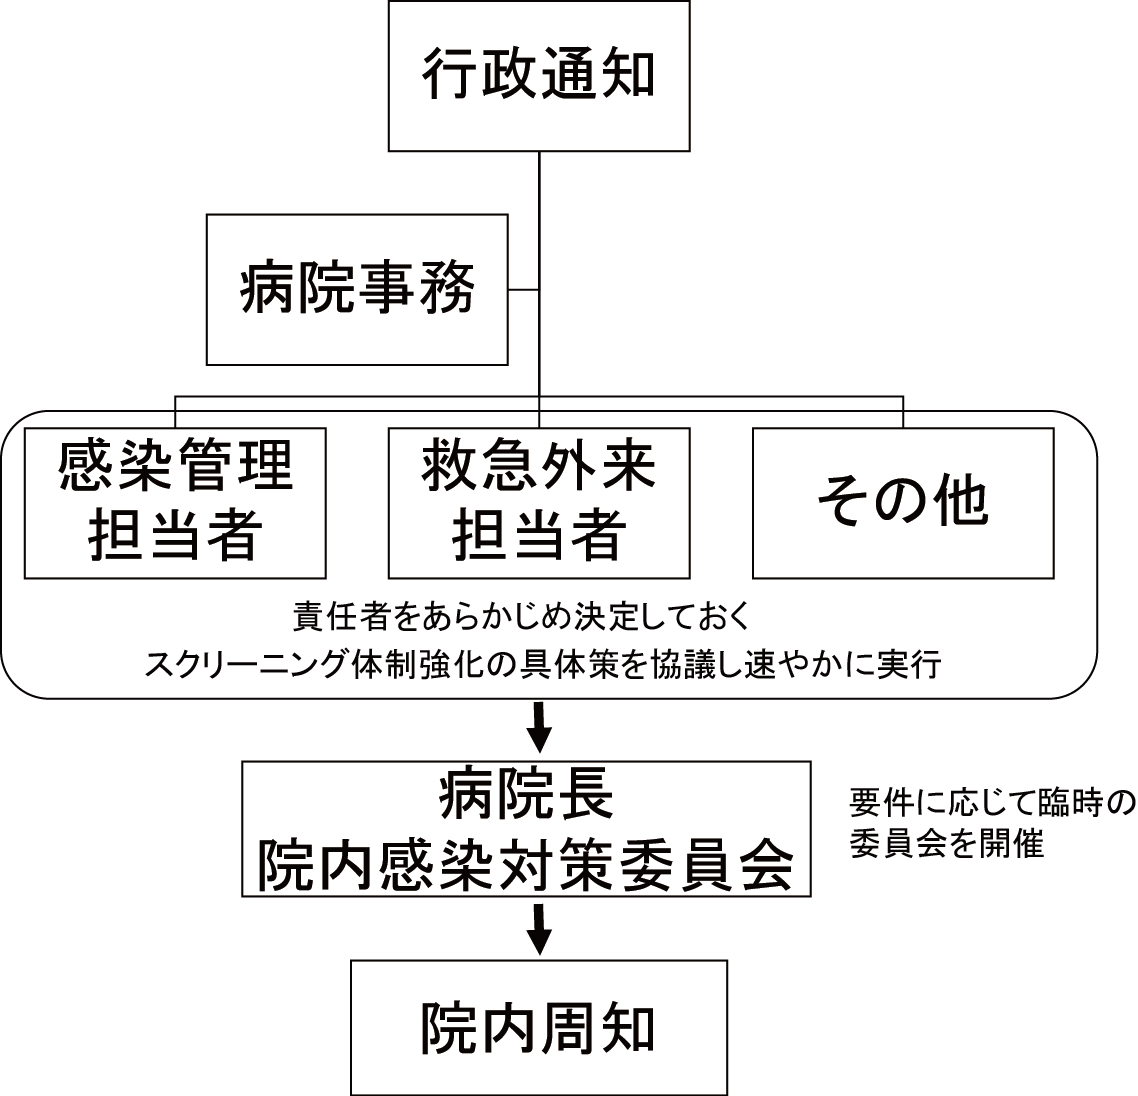 行政通知
病院事務
感染管理
担当者
救急外来
担当者
その他
責任者をあらかじめ決定しておく
スクリーニング体制強化の具体策を協議し速やかに実行
病院長
院内感染対策委員会
要件に応じて臨時の
委員会を開催
院内周知